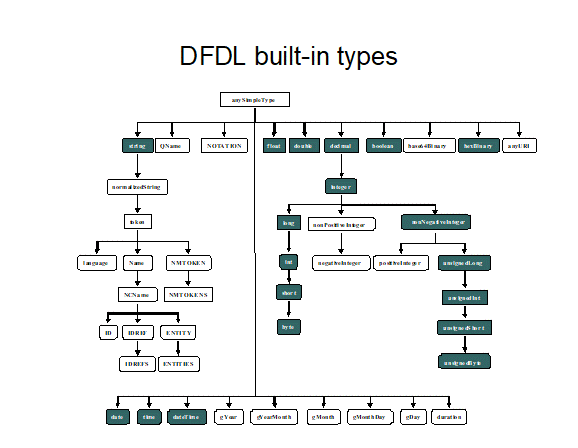 DFDL built-in types
anySimpleType
string QName NOTATION float double decimal boolean base64Binary hexBinary anyURI
normalizedString integer
token long nonPositiveInteger nonNegativeInteger
language Name NMTOKEN int negativeInteger positiveInteger unsignedLong
NCName NMTOKENS short unsignedInt
ID IDREF ENTITY byte unsignedShort
IDREFS ENTITIES unsignedByte
date time dateTime gYear gYearMonth gMonth gMonthDay gDay duration